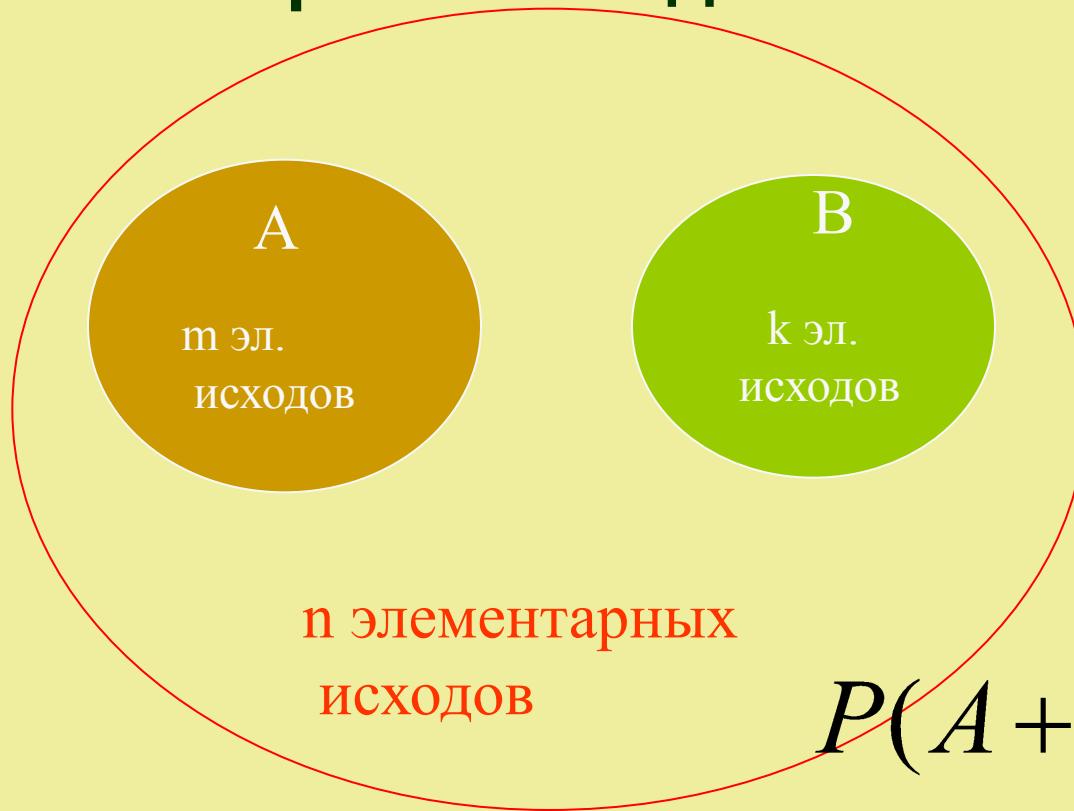 A
B
m эл.
исходов
k эл.
исходов
n элементарных
исходов
P(A +